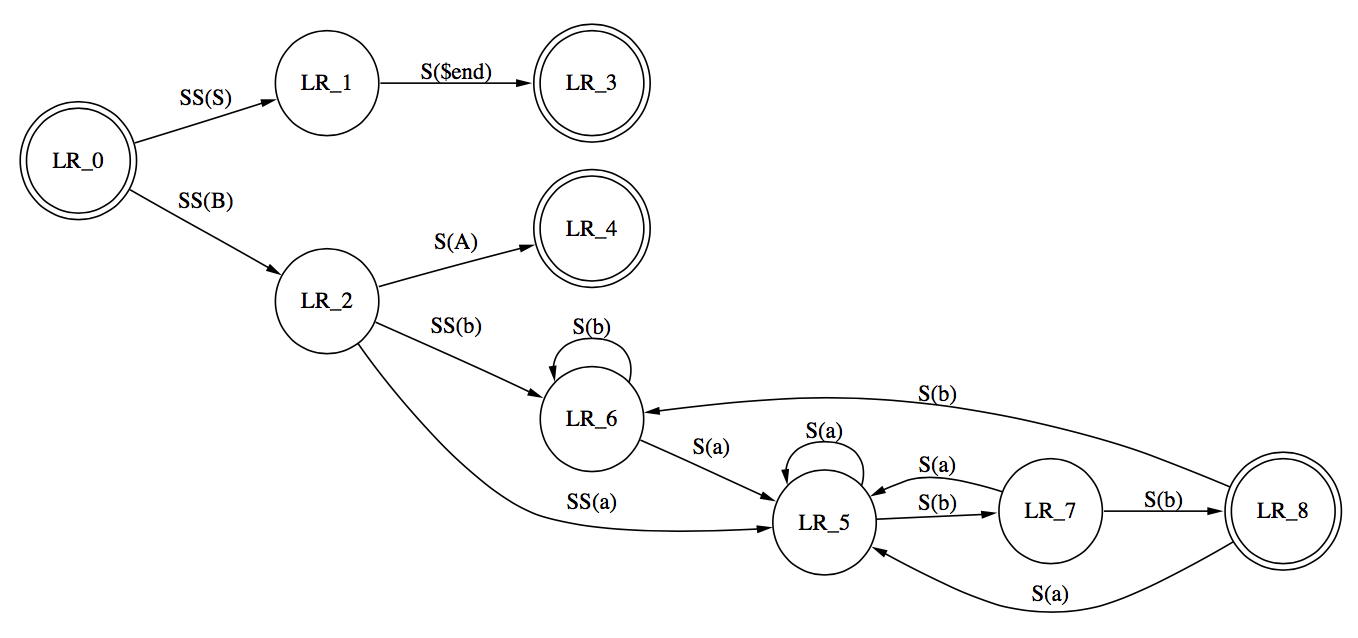 LR_0
SS(S)
SS(B)
LR_1
S($end)
LR_3
LR_2
S(A)
LR_4
SS(b)
SS(a)
S(b)
LR_6
S(a)
S(a)
LR_5
S(b)
S(a)
S(b)
LR_7
S(b)
LR_8
S(a)